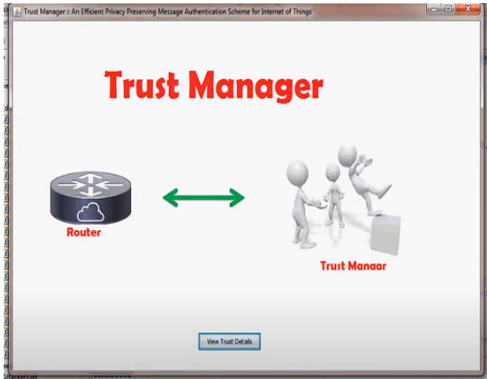 Trust Manager :: An Efficient Privacy Preserving Message Authentication Scheme for Internet of Things
Trust Manager
Router
Trust Manaar
View Trust Details